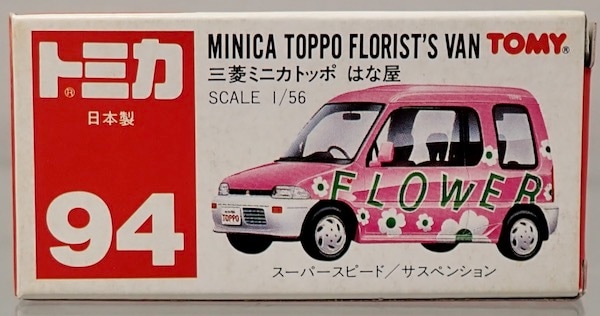 トミカ®
日本製
94
MINICA TOPPO FLORIST'S VAN TOMY®
三菱ミニカトッポ はな屋
SCALE 1/56
FLOWER
TOPPO
スーパースピード/サスペンション